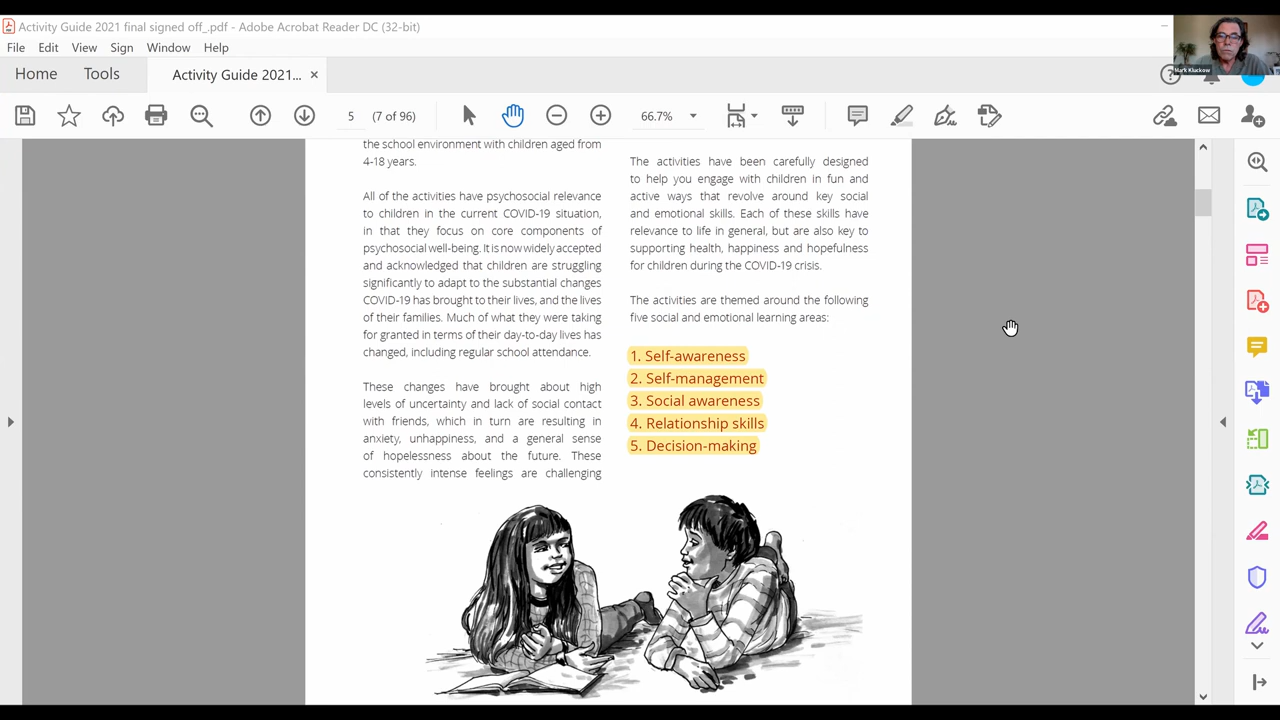 Activity Guide 2021 final signed off_.pdf - Adobe Acrobat Reader DC (32-bit)
File Edit View Sign Window Help
Home Tools Activity Guide 2021... ×
5 (7 of 96) 66.7%
Mark Kluckow
the school environment with children aged from
4-18 years.
All of the activities have psychosocial relevance
to children in the current COVID-19 situation,
in that they focus on core components of
psychosocial well-being. It is now widely accepted
and acknowledged that children are struggling
significantly to adapt to the substantial changes
COVID-19 has brought to their lives, and the lives
of their families. Much of what they were taking
for granted in terms of their day-to-day lives has
changed, including regular school attendance.
These changes have brought about high
levels of uncertainty and lack of social contact
with friends, which in turn are resulting in
anxiety, unhappiness, and a general sense
of hopelessness about the future. These
consistently intense feelings are challenging
The activities have been carefully designed
to help you engage with children in fun and
active ways that revolve around key social
and emotional skills. Each of these skills have
relevance to life in general, but are also key to
supporting health, happiness and hopefulness
for children during the COVID-19 crisis.
The activities are themed around the following
five social and emotional learning areas:
1. Self-awareness
2. Self-management
3. Social awareness
4. Relationship skills
5. Decision-making